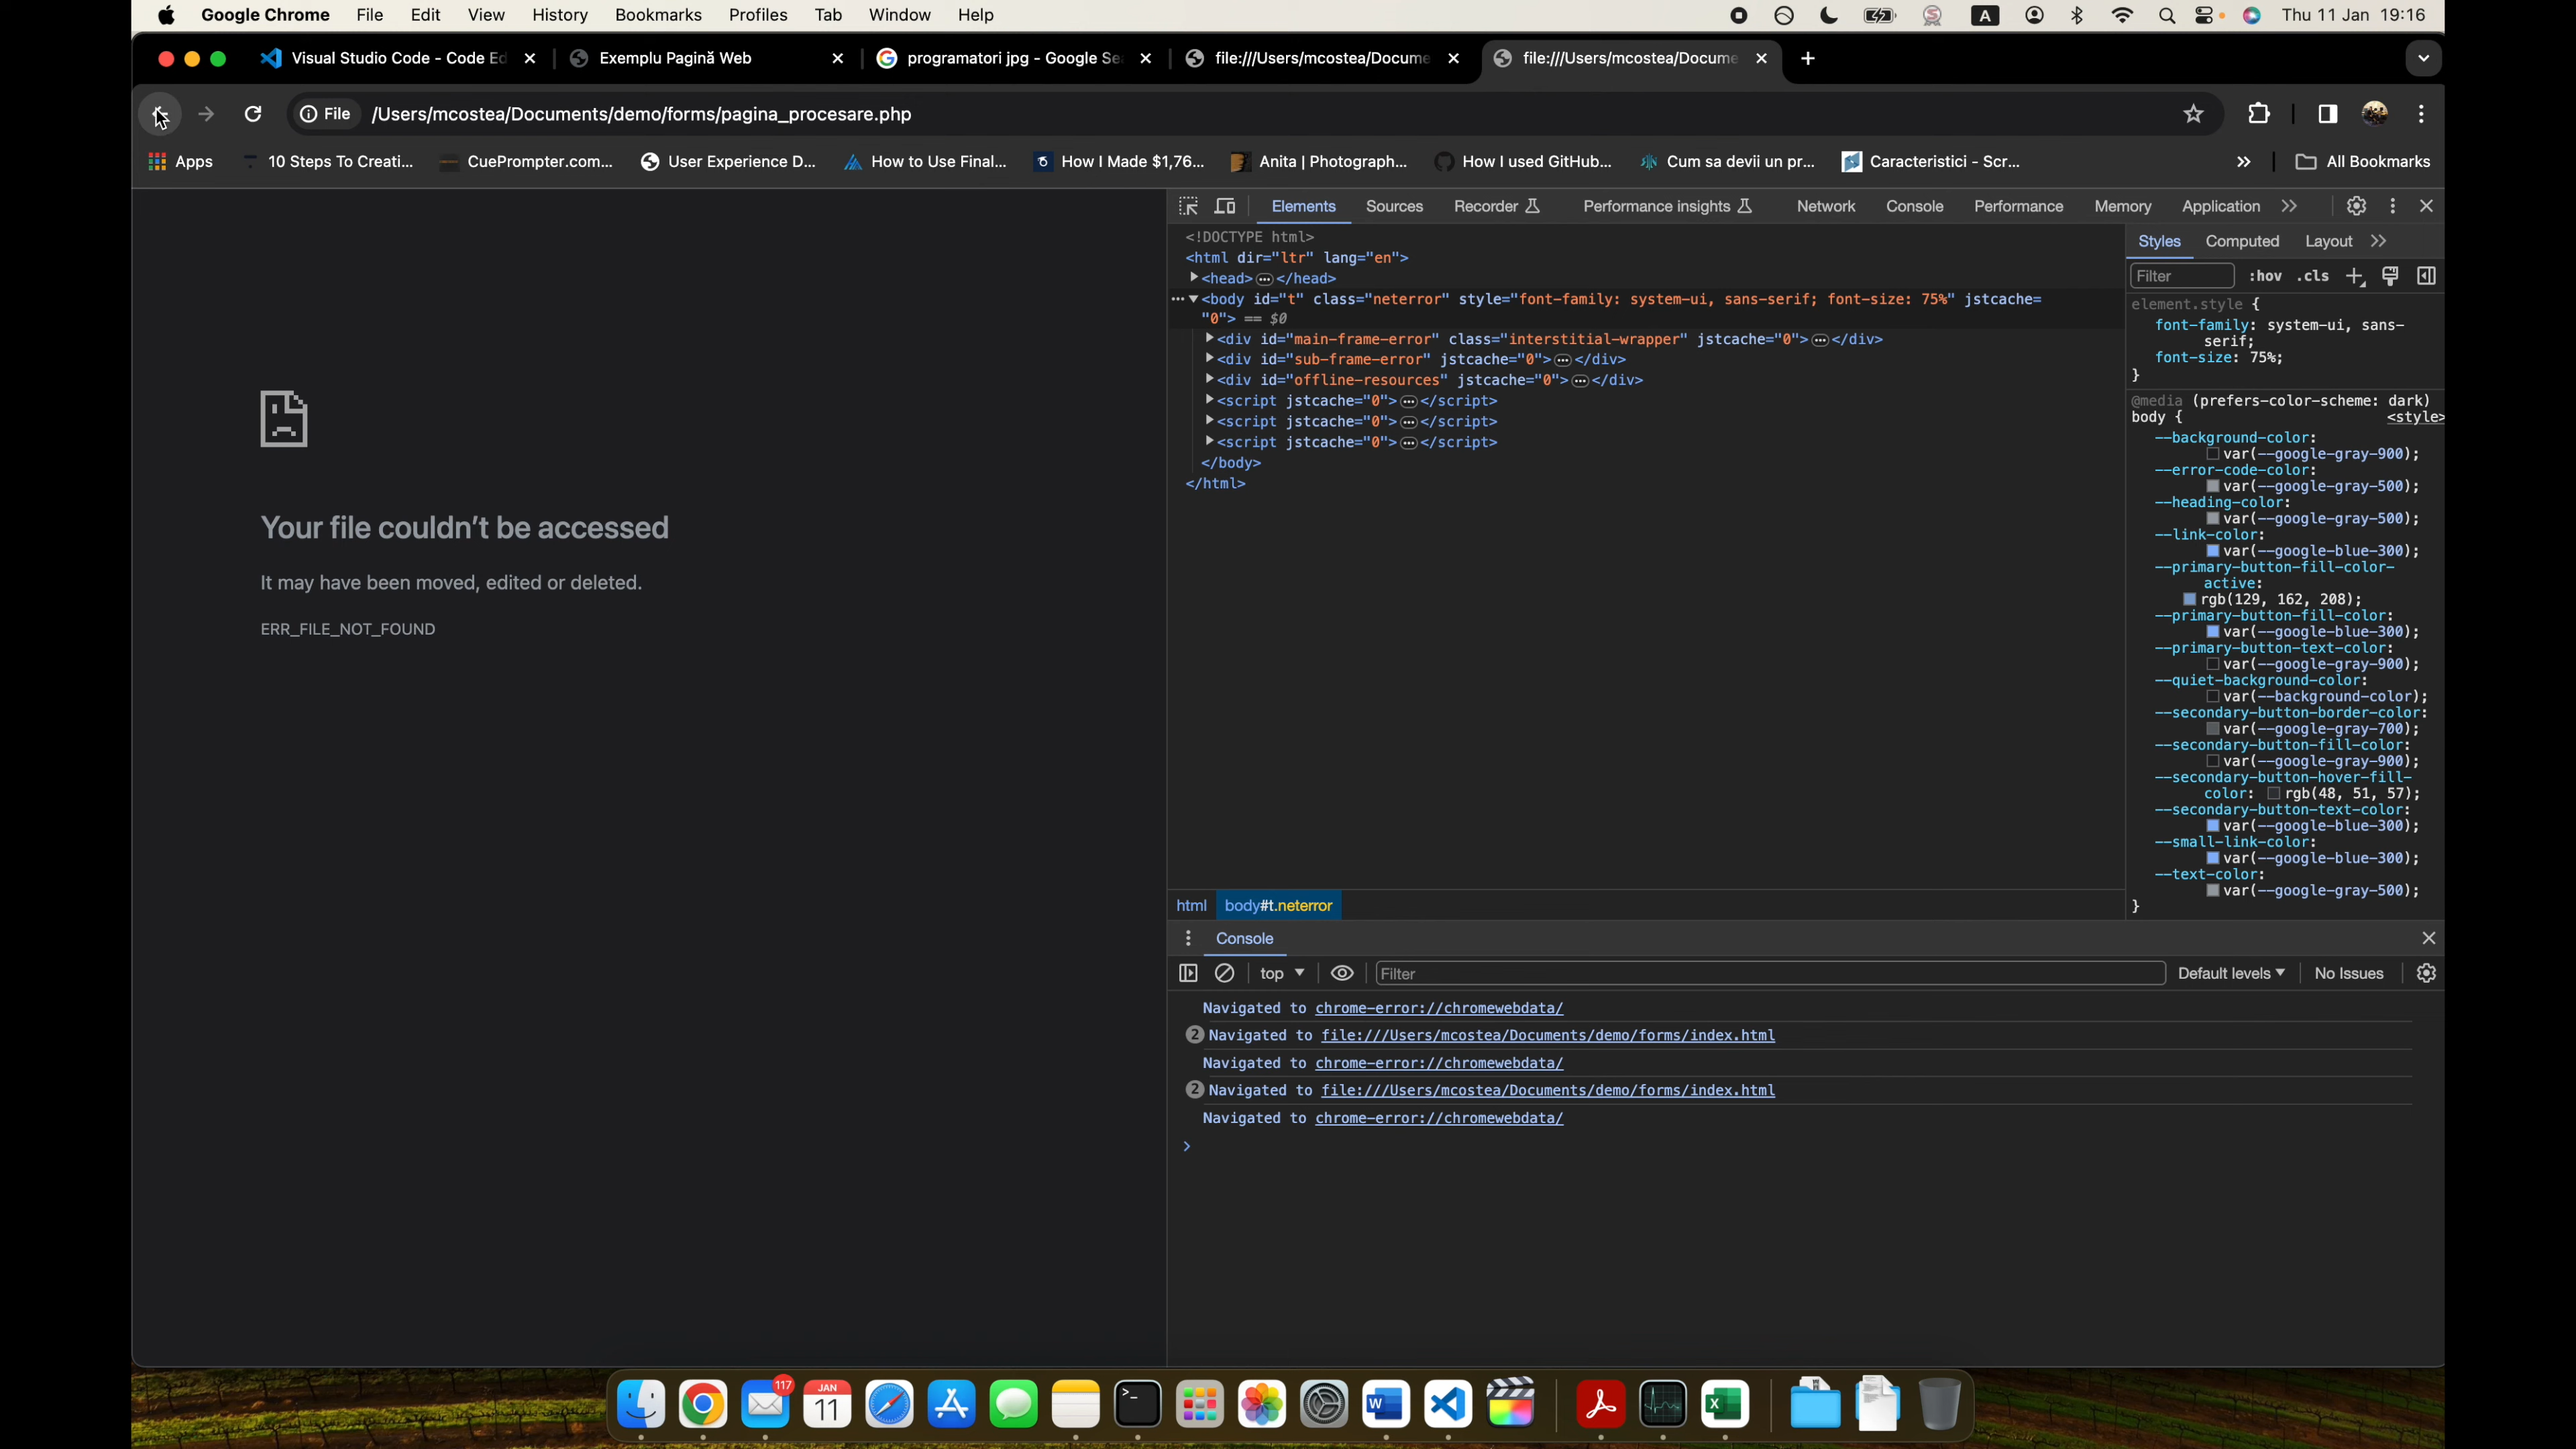 Google Chrome File Edit View History Bookmarks Profiles Tab Window Help A Thu 11 Jan 19:16
Visual Studio Code - Code Ed Exemplu Pagină Web programatori jpg - Google Se file:///Users/mcostea/Docume file:///Users/mcostea/Docume
File /Users/mcostea/Documents/demo/forms/pagina_procesare.php
Apps 10 Steps To Creati... CuePrompter.com... User Experience D... How to Use Final... How I Made $1,76... Anita | Photograph... How I used GitHub... Cum sa devii un pr... Caracteristici - Scr... » All Bookmarks
Elements Sources Recorder Performance insights Network Console Performance Memory Application »
<!DOCTYPE html>
<html dir="ltr" lang="en">
<head>…</head>
… <body id="t" class="neterror" style="font-family: system-ui, sans-serif; font-size: 75%" jstcache=
"0"> == $0
<div id="main-frame-error" class="interstitial-wrapper" jstcache="0">…</div>
<div id="sub-frame-error" jstcache="0">…</div>
<div id="offline-resources" jstcache="0">…</div>
<script jstcache="0">…</script>
<script jstcache="0">…</script>
<script jstcache="0">…</script>
</body>
</html>
Styles Computed Layout »
Filter :hov .cls +
element.style {
font-family: system-ui, sans-
serif;
font-size: 75%;
}
@media (prefers-color-scheme: dark)
body { <style>
--background-color:
var(--google-gray-900);
--error-code-color:
var(--google-gray-500);
--heading-color:
var(--google-gray-500);
--link-color:
var(--google-blue-300);
--primary-button-fill-color-
active:
rgb(129, 162, 208);
--primary-button-fill-color:
var(--google-blue-300);
--primary-button-text-color:
var(--google-gray-900);
--quiet-background-color:
var(--background-color);
--secondary-button-border-color:
var(--google-gray-700);
--secondary-button-fill-color:
var(--google-gray-900);
--secondary-button-hover-fill-
color: rgb(48, 51, 57);
--secondary-button-text-color:
var(--google-blue-300);
--small-link-color:
var(--google-blue-300);
--text-color:
var(--google-gray-500);
}
Your file couldn't be accessed
It may have been moved, edited or deleted.
ERR_FILE_NOT_FOUND
html body#t.neterror
Console
top Filter Default levels No Issues
Navigated to chrome-error://chromewebdata/
2 Navigated to file:///Users/mcostea/Documents/demo/forms/index.html
Navigated to chrome-error://chromewebdata/
2 Navigated to file:///Users/mcostea/Documents/demo/forms/index.html
Navigated to chrome-error://chromewebdata/
>
117 JAN
11 >_ W X